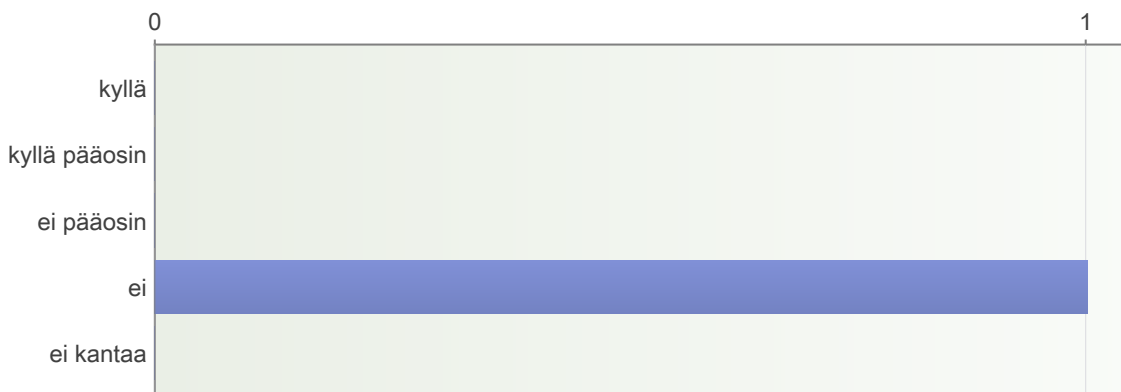 0 1
kyllä
kyllä pääosin
ei pääosin
ei
ei kantaa